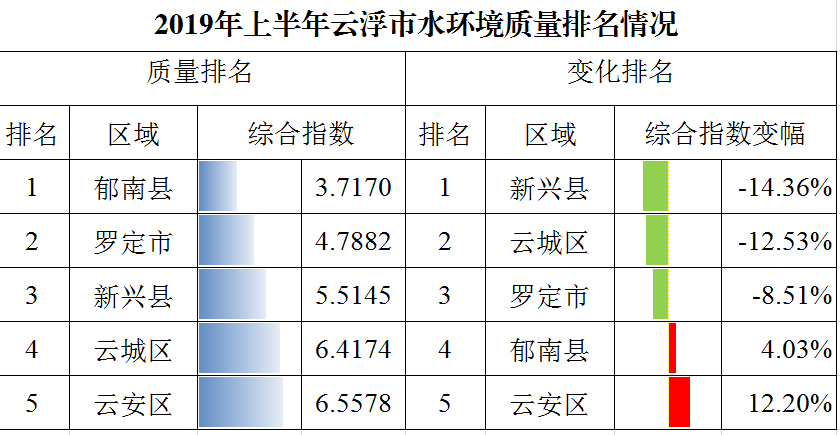 2019年上半年云浮市水环境质量排名情况
质量排名 变化排名
排名 区域 综合指数 排名 区域 综合指数变幅
1 郁南县 3.7170 1 新兴县 -14.36%
2 罗定市 4.7882 2 云城区 -12.53%
3 新兴县 5.5145 3 罗定市 -8.51%
4 云城区 6.4174 4 郁南县 4.03%
5 云安区 6.5578 5 云安区 12.20%